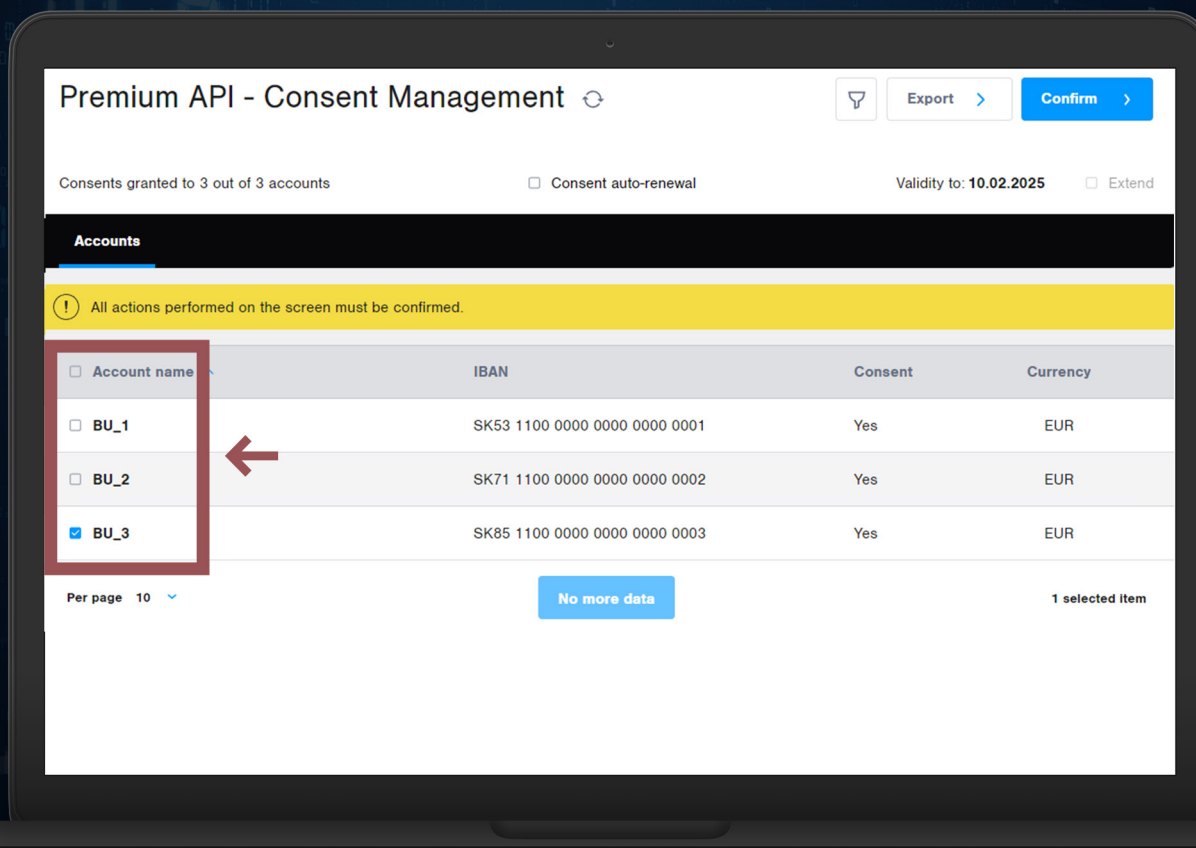 Premium API - Consent Management
Export
Confirm
Consents granted to 3 out of 3 accounts
Consent auto-renewal
Validity to: 10.02.2025
Extend
Accounts
! All actions performed on the screen must be confirmed.
Account name IBAN Consent Currency
BU_1 SK53 1100 0000 0000 0000 0001 Yes EUR
BU_2 SK71 1100 0000 0000 0000 0002 Yes EUR
BU_3 SK85 1100 0000 0000 0000 0003 Yes EUR
Per page 10
No more data
1 selected item